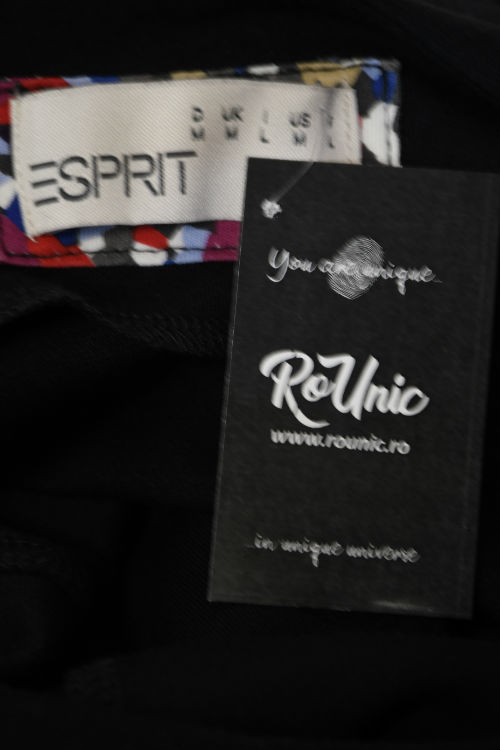 D UK I US
M M L M L
ESPRIT
You are unique...
RoUnic
www.rounic.ro
...in unique universe